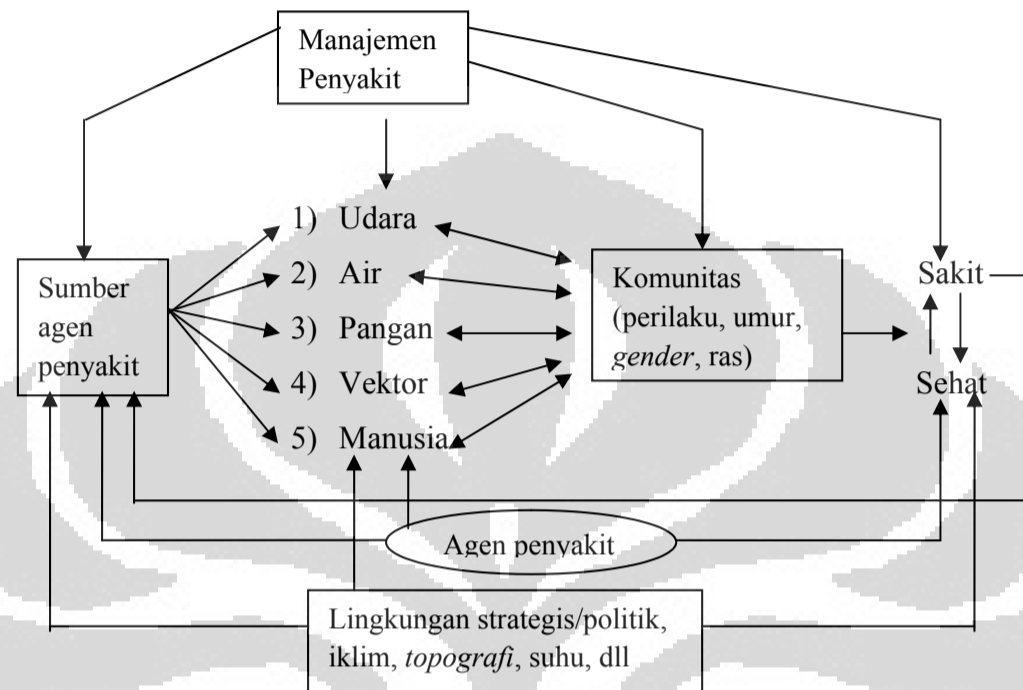 Manajemen
Penyakit
1) Udara
2) Air
3) Pangan
4) Vektor
5) Manusia
Sumber
agen
penyakit
Komunitas
(perilaku, umur,
gender, ras)
Sakit
Sehat
Agen penyakit
Lingkungan strategis/politik,
iklim, topografi, suhu, dll